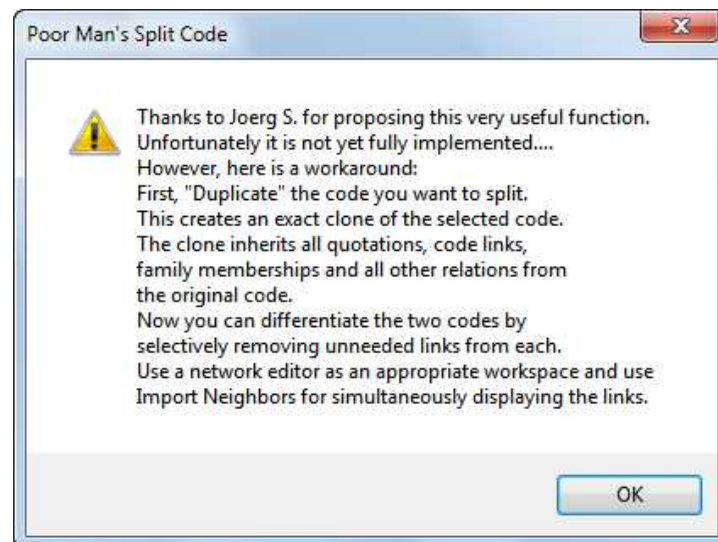 Poor Man's Split Code
Thanks to Joerg S. for proposing this very useful function.
Unfortunately it is not yet fully implemented....
However, here is a workaround:
First, "Duplicate" the code you want to split.
This creates an exact clone of the selected code.
The clone inherits all quotations, code links,
family memberships and all other relations from
the original code.
Now you can differentiate the two codes by
selectively removing unneeded links from each.
Use a network editor as an appropriate workspace and use
Import Neighbors for simultaneously displaying the links.
OK